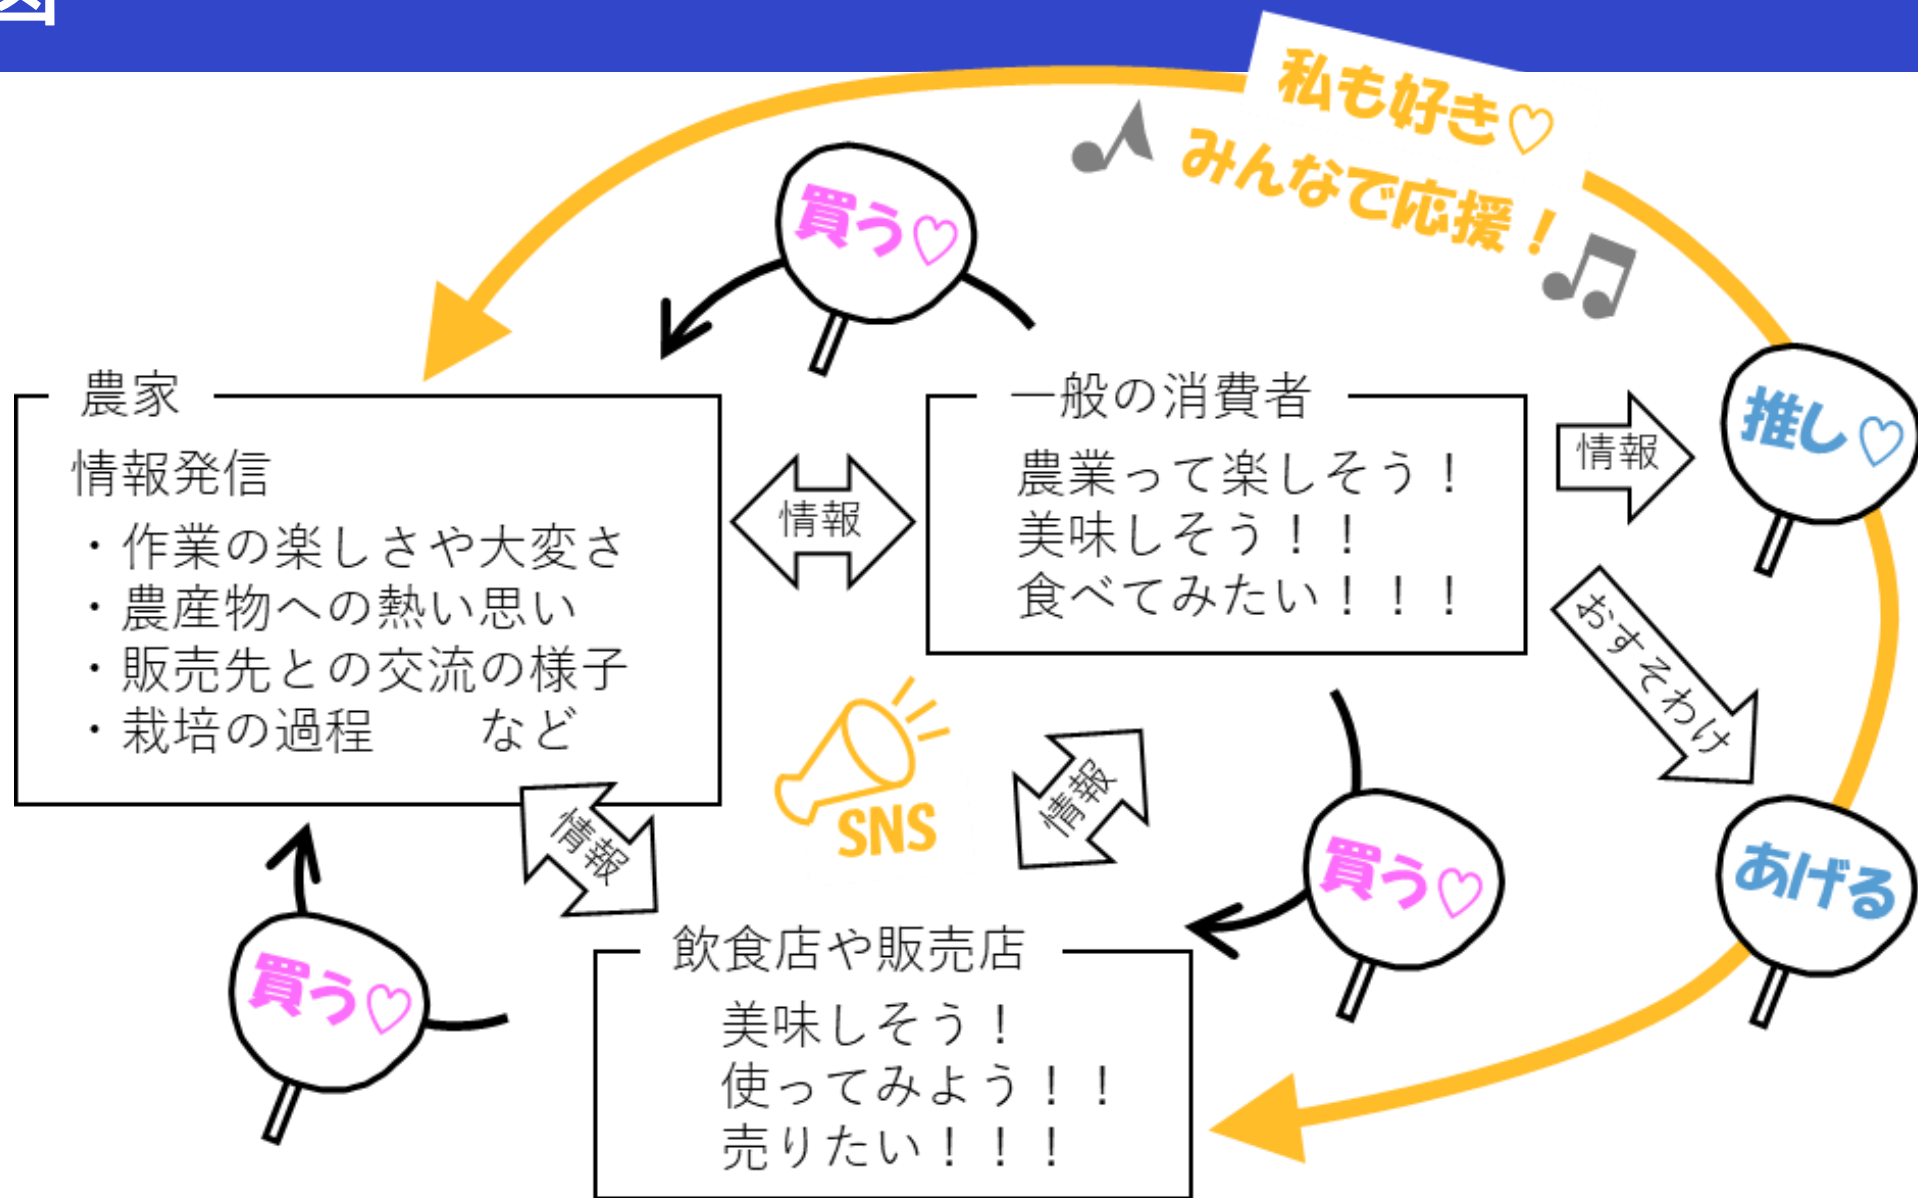 図
私も好き♡
みんなで応援！
買う♡
農家
情報発信
・作業の楽しさや大変さ
・農産物への熱い思い
・販売先との交流の様子
・栽培の過程　　など
情報
一般の消費者
農業って楽しそう！
美味しそう！！
食べてみたい！！！
情報
推し♡
おすそわけ
あげる
SNS
情報
情報
買う♡
買う♡
飲食店や販売店
美味しそう！
使ってみよう！！
売りたい！！！